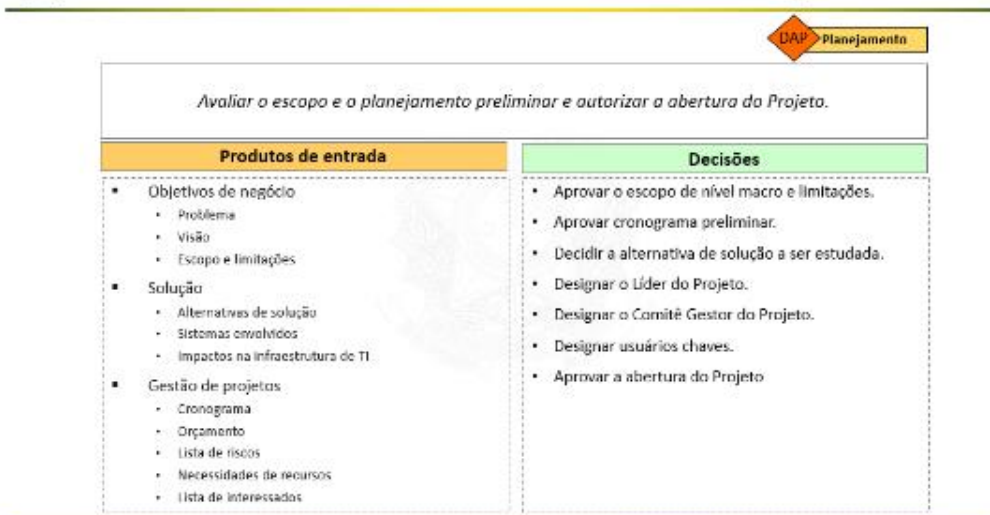 DAP
Planejamento
Avaliar o escopo e o planejamento preliminar e autorizar a abertura do Projeto.
Produtos de entrada
▪ Objetivos de negócio
• Problema
• Visão
• Escopo e limitações
▪ Solução
• Alternativas de solução
• Sistemas envolvidos
• Impactos na infraestrutura de TI
▪ Gestão de projetos
• Cronograma
• Orçamento
• Lista de riscos
• Necessidades de recursos
• Lista de interessados
Decisões
• Aprovar o escopo de nível macro e limitações.
• Aprovar cronograma preliminar.
• Decidir a alternativa de solução a ser estudada.
• Designar o Líder do Projeto.
• Designar o Comitê Gestor do Projeto.
• Designar usuários chaves.
• Aprovar a abertura do Projeto